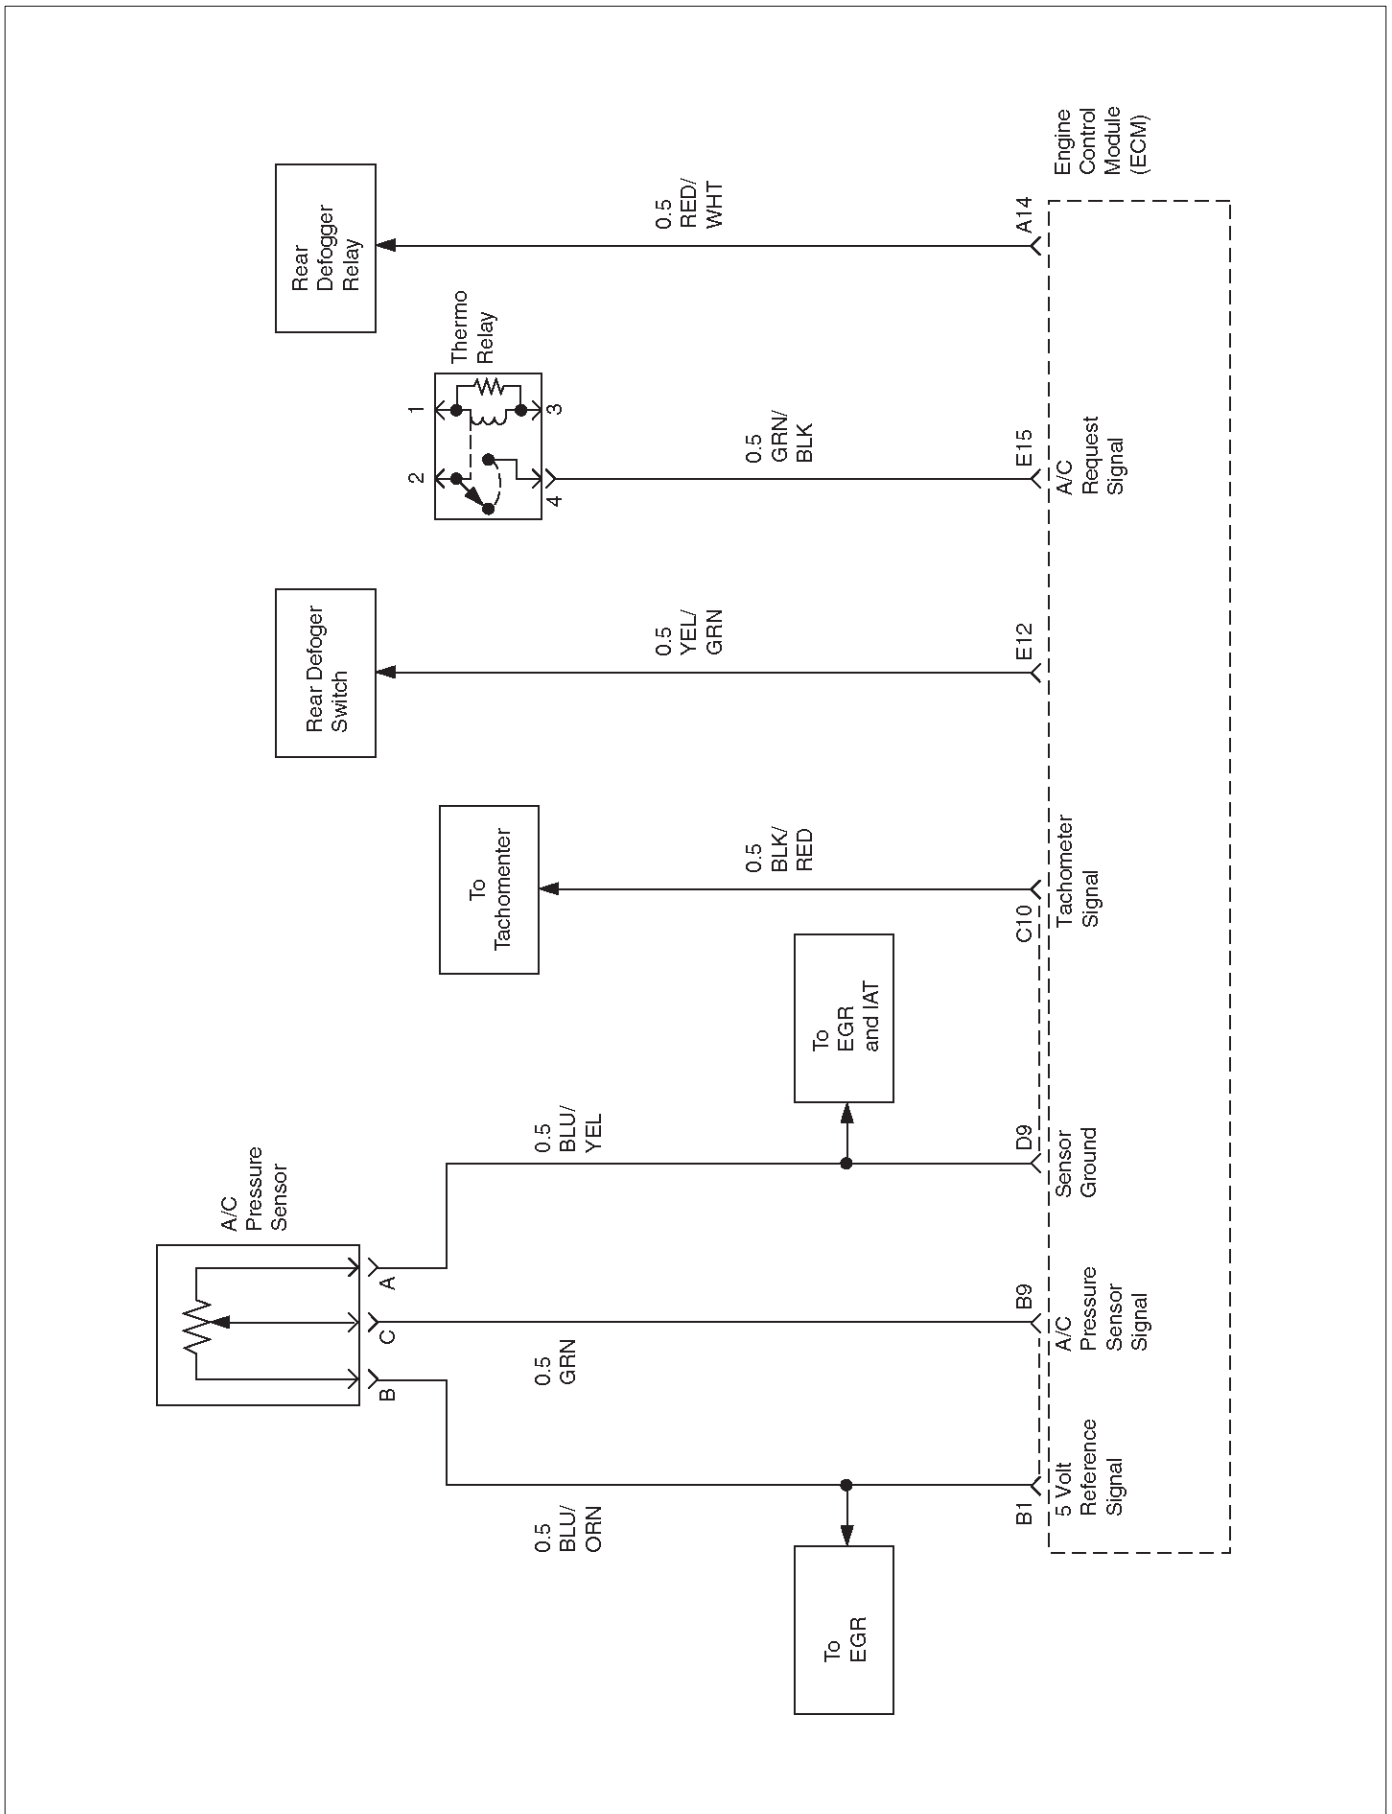 A/C
Pressure
Sensor
B
C
A
0.5
BLU/
ORN
0.5
GRN
0.5
BLU/
YEL
To
EGR
To
EGR
and IAT
To
Tachomenter
0.5
BLK/
RED
Rear Defoger
Switch
0.5
YEL/
GRN
Thermo
Relay
2
1
4
3
0.5
GRN/
BLK
Rear
Defogger
Relay
0.5
RED/
WHT
B1
B9
D9
C10
E12
E15
A14
5 Volt
Reference
Signal
A/C
Pressure
Sensor
Signal
Sensor
Ground
Tachometer
Signal
A/C
Request
Signal
Engine
Control
Module
(ECM)